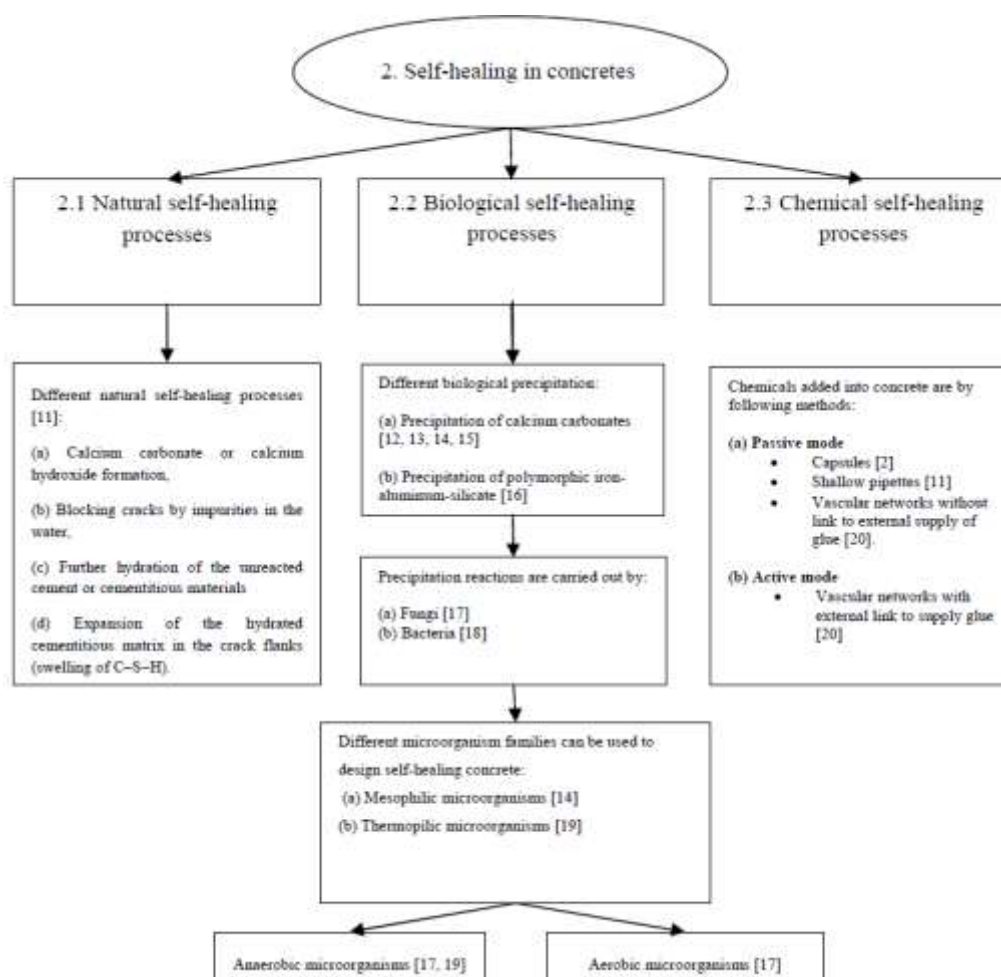 2. Self-healing in concretes
2.1 Natural self-healing
processes
2.2 Biological self-healing
processes
2.3 Chemical self-healing
processes
Different natural self-healing processes
[11]:
(a) Calcium carbonate or calcium
hydroxide formation,
(b) Blocking cracks by impurities in the
water,
(c) Further hydration of the unreacted
cement or cementitious materials
(d) Expansion of the hydrated
cementitious matrix in the crack flanks
(swelling of C–S–H).
Different biological precipitation:
(a) Precipitation of calcium carbonates
[12, 13, 14, 15]
(b) Precipitation of polymorphic iron-
aluminum-silicate [16]
Precipitation reactions are carried out by:
(a) Fungi [17]
(b) Bacteria [18]
Chemicals added into concrete are by
following methods:
(a) Passive mode
• Capsules [2]
• Shallow pipettes [11]
• Vascular networks without
link to external supply of
glue [20].
(b) Active mode
• Vascular networks with
external link to supply glue
[20]
Different microorganism families can be used to
design self-healing concrete:
(a) Mesophilic microorganisms [14]
(b) Thermopilic microorganisms [19]
Anaerobic microorganisms [17, 19]
Aerobic microorganisms [17]